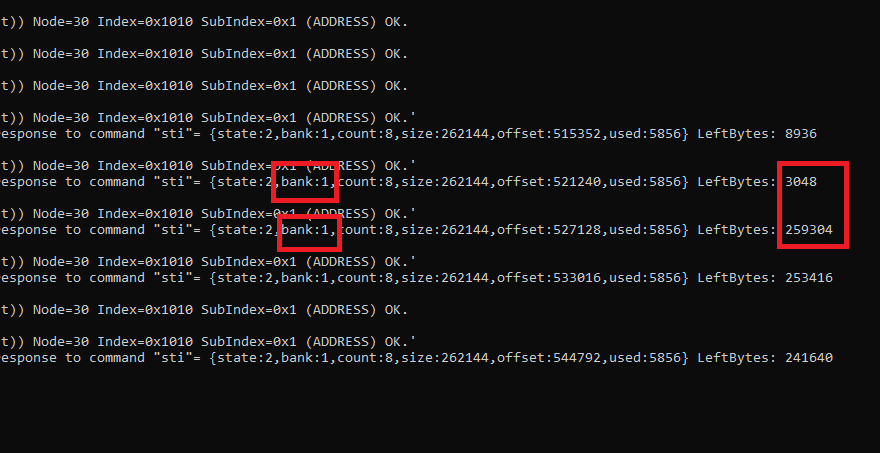 t)) Node=30 Index=0x1010 SubIndex=0x1 (ADDRESS) OK.
t)) Node=30 Index=0x1010 SubIndex=0x1 (ADDRESS) OK.
t)) Node=30 Index=0x1010 SubIndex=0x1 (ADDRESS) OK.
t)) Node=30 Index=0x1010 SubIndex=0x1 (ADDRESS) OK.'
esponse to command "sti"= {state:2,bank:1,count:8,size:262144,offset:515352,used:5856} LeftBytes: 8936
t)) Node=30 Index=0x1010 SubIndex=0x1 (ADDRESS) OK.'
esponse to command "sti"= {state:2,bank:1,count:8,size:262144,offset:521240,used:5856} LeftBytes: 3048
t)) Node=30 Index=0x1010 SubIndex=0x1 (ADDRESS) OK.'
esponse to command "sti"= {state:2,bank:1,count:8,size:262144,offset:527128,used:5856} LeftBytes: 259304
t)) Node=30 Index=0x1010 SubIndex=0x1 (ADDRESS) OK.'
esponse to command "sti"= {state:2,bank:1,count:8,size:262144,offset:533016,used:5856} LeftBytes: 253416
t)) Node=30 Index=0x1010 SubIndex=0x1 (ADDRESS) OK.
t)) Node=30 Index=0x1010 SubIndex=0x1 (ADDRESS) OK.'
esponse to command "sti"= {state:2,bank:1,count:8,size:262144,offset:544792,used:5856} LeftBytes: 241640